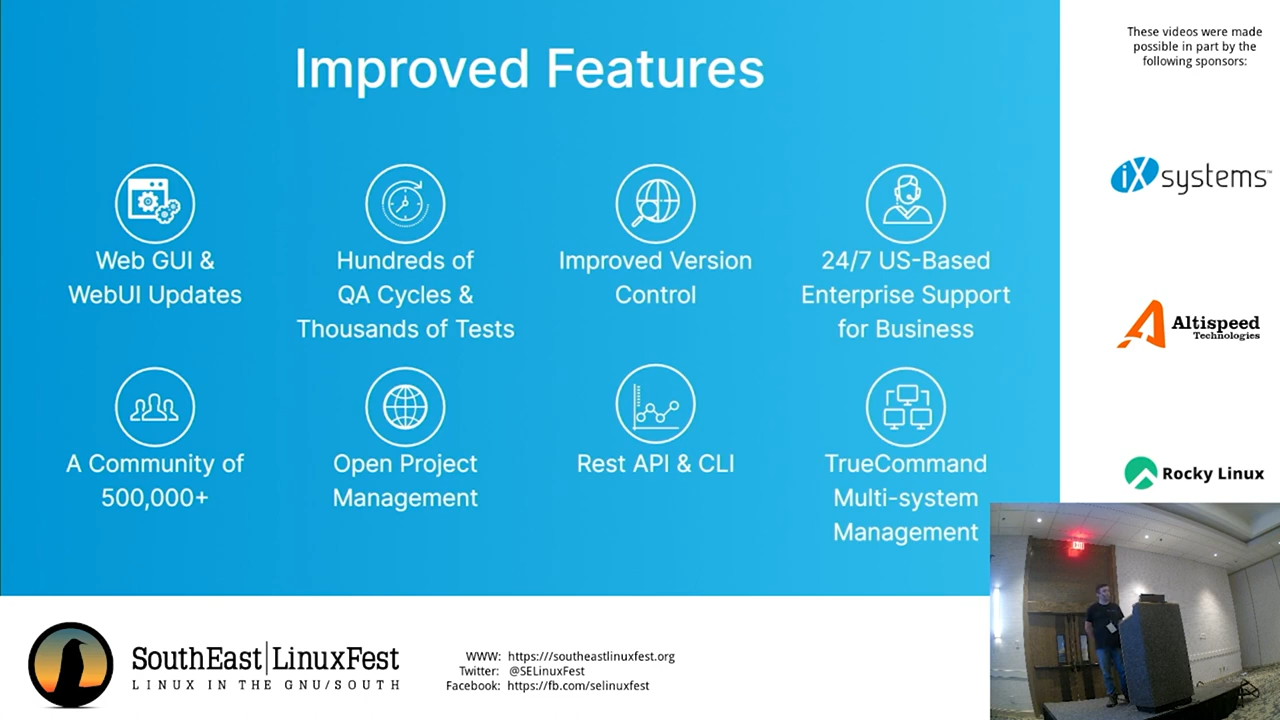 Improved Features
Web GUI &
WebUI Updates
Hundreds of
QA Cycles &
Thousands of Tests
Improved Version
Control
24/7 US-Based
Enterprise Support
for Business
A Community of
500,000+
Open Project
Management
Rest API & CLI
TrueCommand
Multi-system
Management
These videos were made
possible in part by the
following sponsors:
iXsystems™
Altispeed
Technologies
Rocky Linux
EXIT
SouthEast|LinuxFest
LINUX IN THE GNU/SOUTH
WWW: https://southeastlinuxfest.org
Twitter: @SELinuxFest
Facebook: https://fb.com/selinuxfest